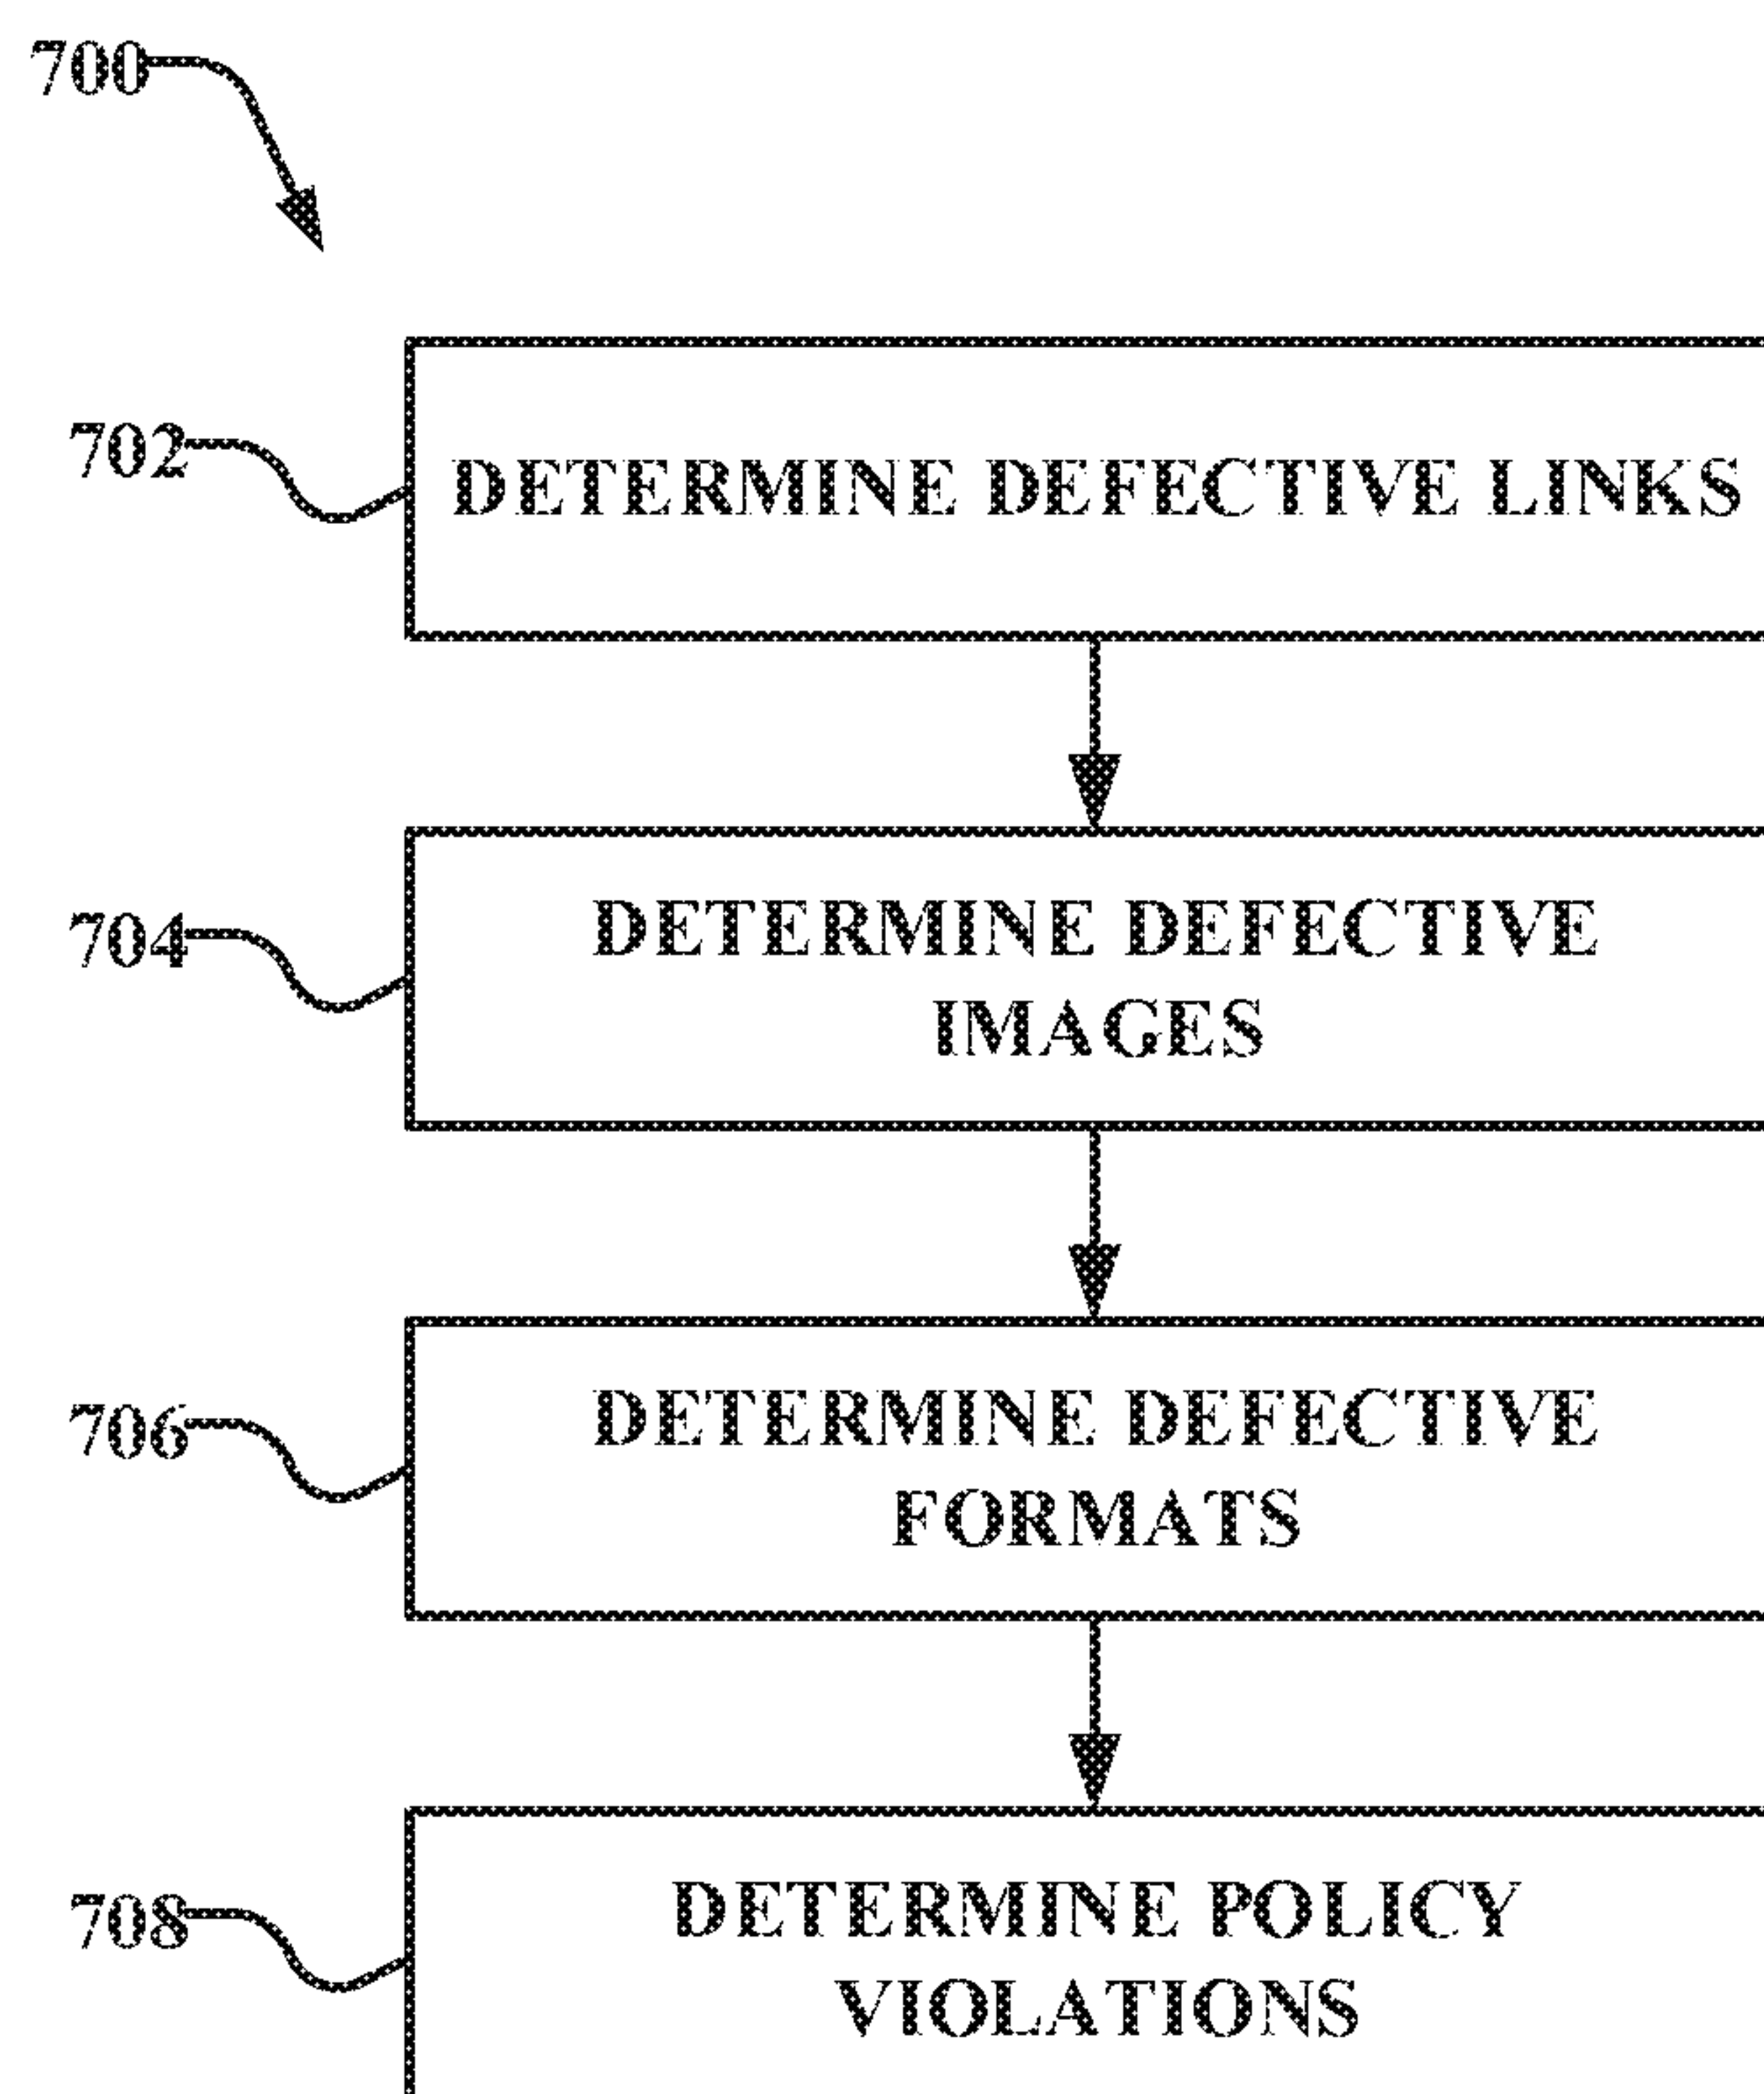 700
702
DETERMINE DEFECTIVE LINKS
704
DETERMINE DEFECTIVE
IMAGES
706
DETERMINE DEFECTIVE
FORMATS
708
DETERMINE POLICY
VIOLATIONS